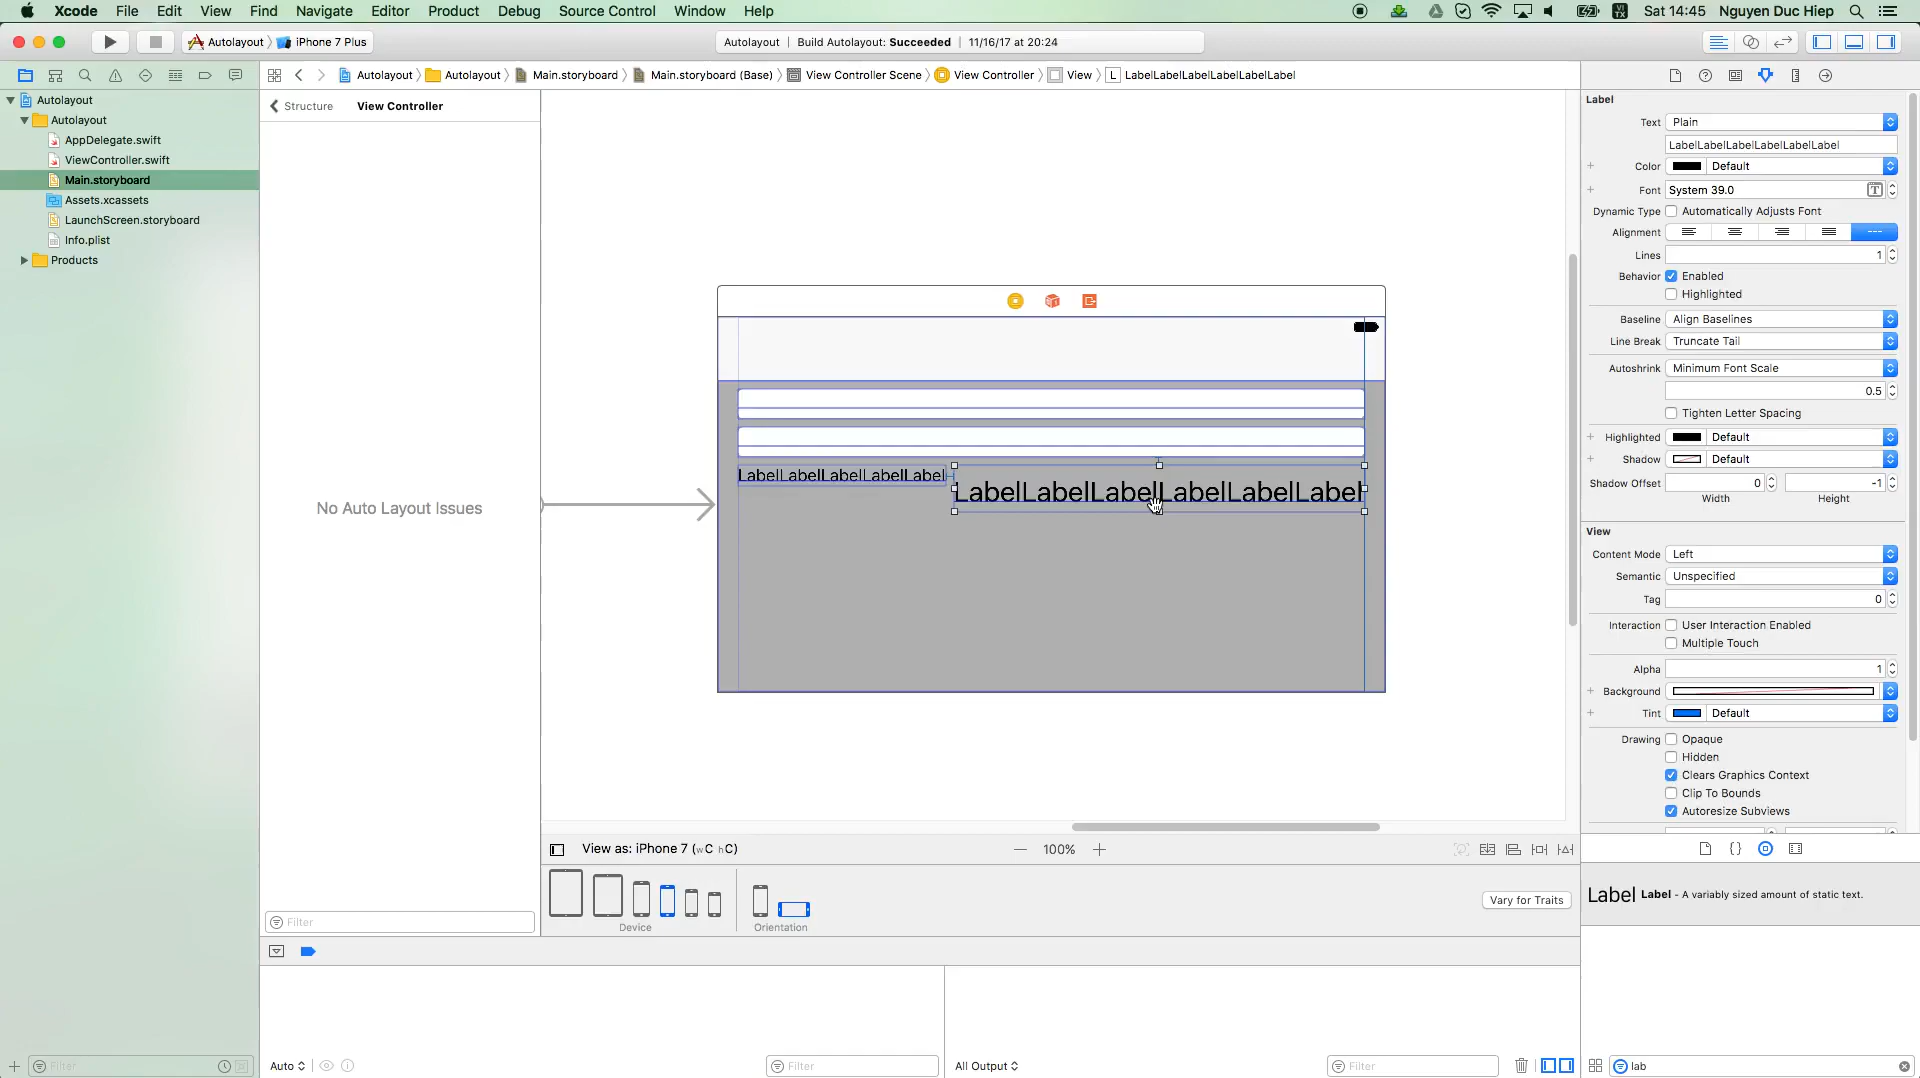 Xcode File Edit View Find Navigate Editor Product Debug Source Control Window Help
Sat 14:45 Nguyen Duc Hiep
Autolayout iPhone 7 Plus
Autolayout | Build Autolayout: Succeeded | 11/16/17 at 20:24
Autolayout Autolayout Main.storyboard Main.storyboard (Base) View Controller Scene View Controller View L LabelLabelLabelLabelLabelLabel
Autolayout
Autolayout
AppDelegate.swift
ViewController.swift
Main.storyboard
Assets.xcassets
LaunchScreen.storyboard
Info.plist
Products
Filter
Structure View Controller
No Auto Layout Issues
Filter
LabelLabelLabelLabelLabel
LabelLabelLabelLabelLabelLabel
View as: iPhone 7 (wC hC)
100%
Device
Orientation
Vary for Traits
Auto
Filter
All Output
Filter
Label
Text Plain
LabelLabelLabelLabelLabelLabel
Color Default
Font System 39.0
Dynamic Type Automatically Adjusts Font
Alignment
Lines 1
Behavior Enabled
Highlighted
Baseline Align Baselines
Line Break Truncate Tail
Autoshrink Minimum Font Scale
0.5
Tighten Letter Spacing
Highlighted Default
Shadow Default
Shadow Offset 0 -1
Width Height
View
Content Mode Left
Semantic Unspecified
Tag 0
Interaction User Interaction Enabled
Multiple Touch
Alpha 1
Background
Tint Default
Drawing Opaque
Hidden
Clears Graphics Context
Clip To Bounds
Autoresize Subviews
Label Label - A variably sized amount of static text.
lab